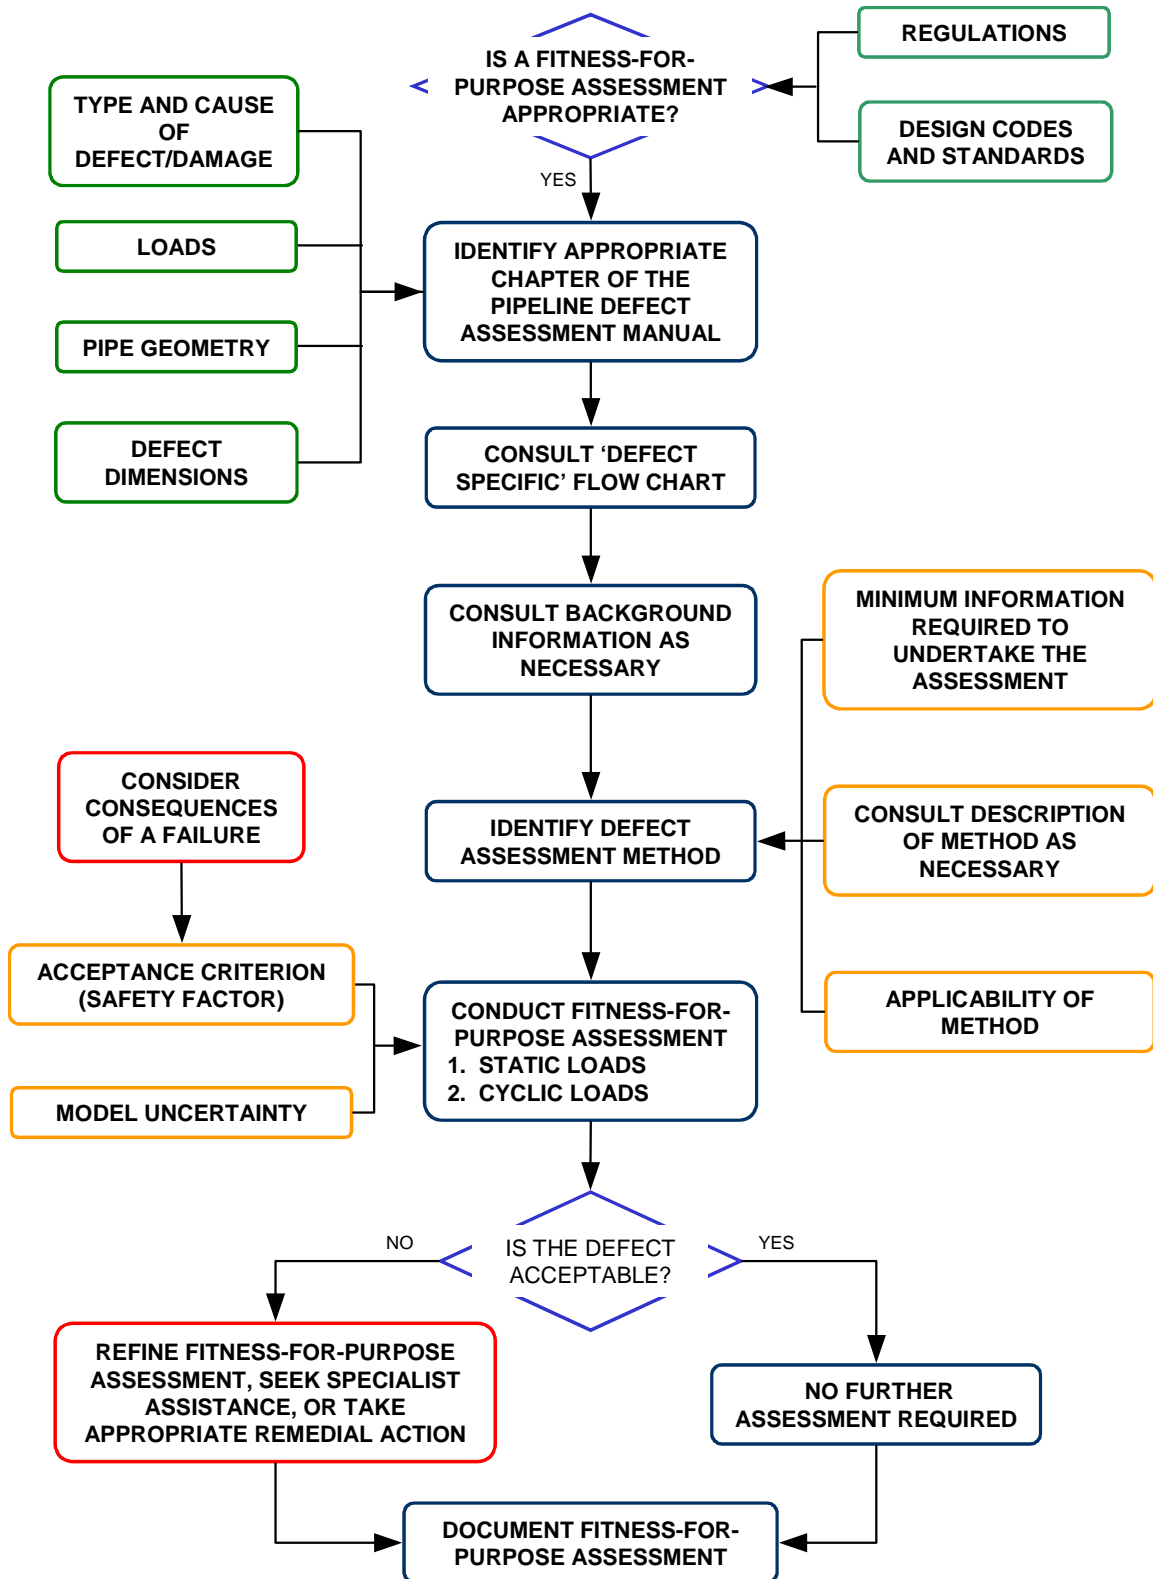 IS A FITNESS-FOR-
PURPOSE ASSESSMENT
APPROPRIATE?
REGULATIONS
DESIGN CODES
AND STANDARDS
TYPE AND CAUSE
OF
DEFECT/DAMAGE
YES
LOADS
IDENTIFY APPROPRIATE
CHAPTER OF THE
PIPELINE DEFECT
ASSESSMENT MANUAL
PIPE GEOMETRY
DEFECT
DIMENSIONS
CONSULT ‘DEFECT
SPECIFIC’ FLOW CHART
CONSULT BACKGROUND
INFORMATION AS
NECESSARY
MINIMUM INFORMATION
REQUIRED TO
UNDERTAKE THE
ASSESSMENT
CONSIDER
CONSEQUENCES
OF A FAILURE
IDENTIFY DEFECT
ASSESSMENT METHOD
CONSULT DESCRIPTION
OF METHOD AS
NECESSARY
ACCEPTANCE CRITERION
(SAFETY FACTOR)
CONDUCT FITNESS-FOR-
PURPOSE ASSESSMENT
1. STATIC LOADS
2. CYCLIC LOADS
APPLICABILITY OF
METHOD
MODEL UNCERTAINTY
NO
IS THE DEFECT
ACCEPTABLE?
YES
REFINE FITNESS-FOR-PURPOSE
ASSESSMENT, SEEK SPECIALIST
ASSISTANCE, OR TAKE
APPROPRIATE REMEDIAL ACTION
NO FURTHER
ASSESSMENT REQUIRED
DOCUMENT FITNESS-FOR-
PURPOSE ASSESSMENT